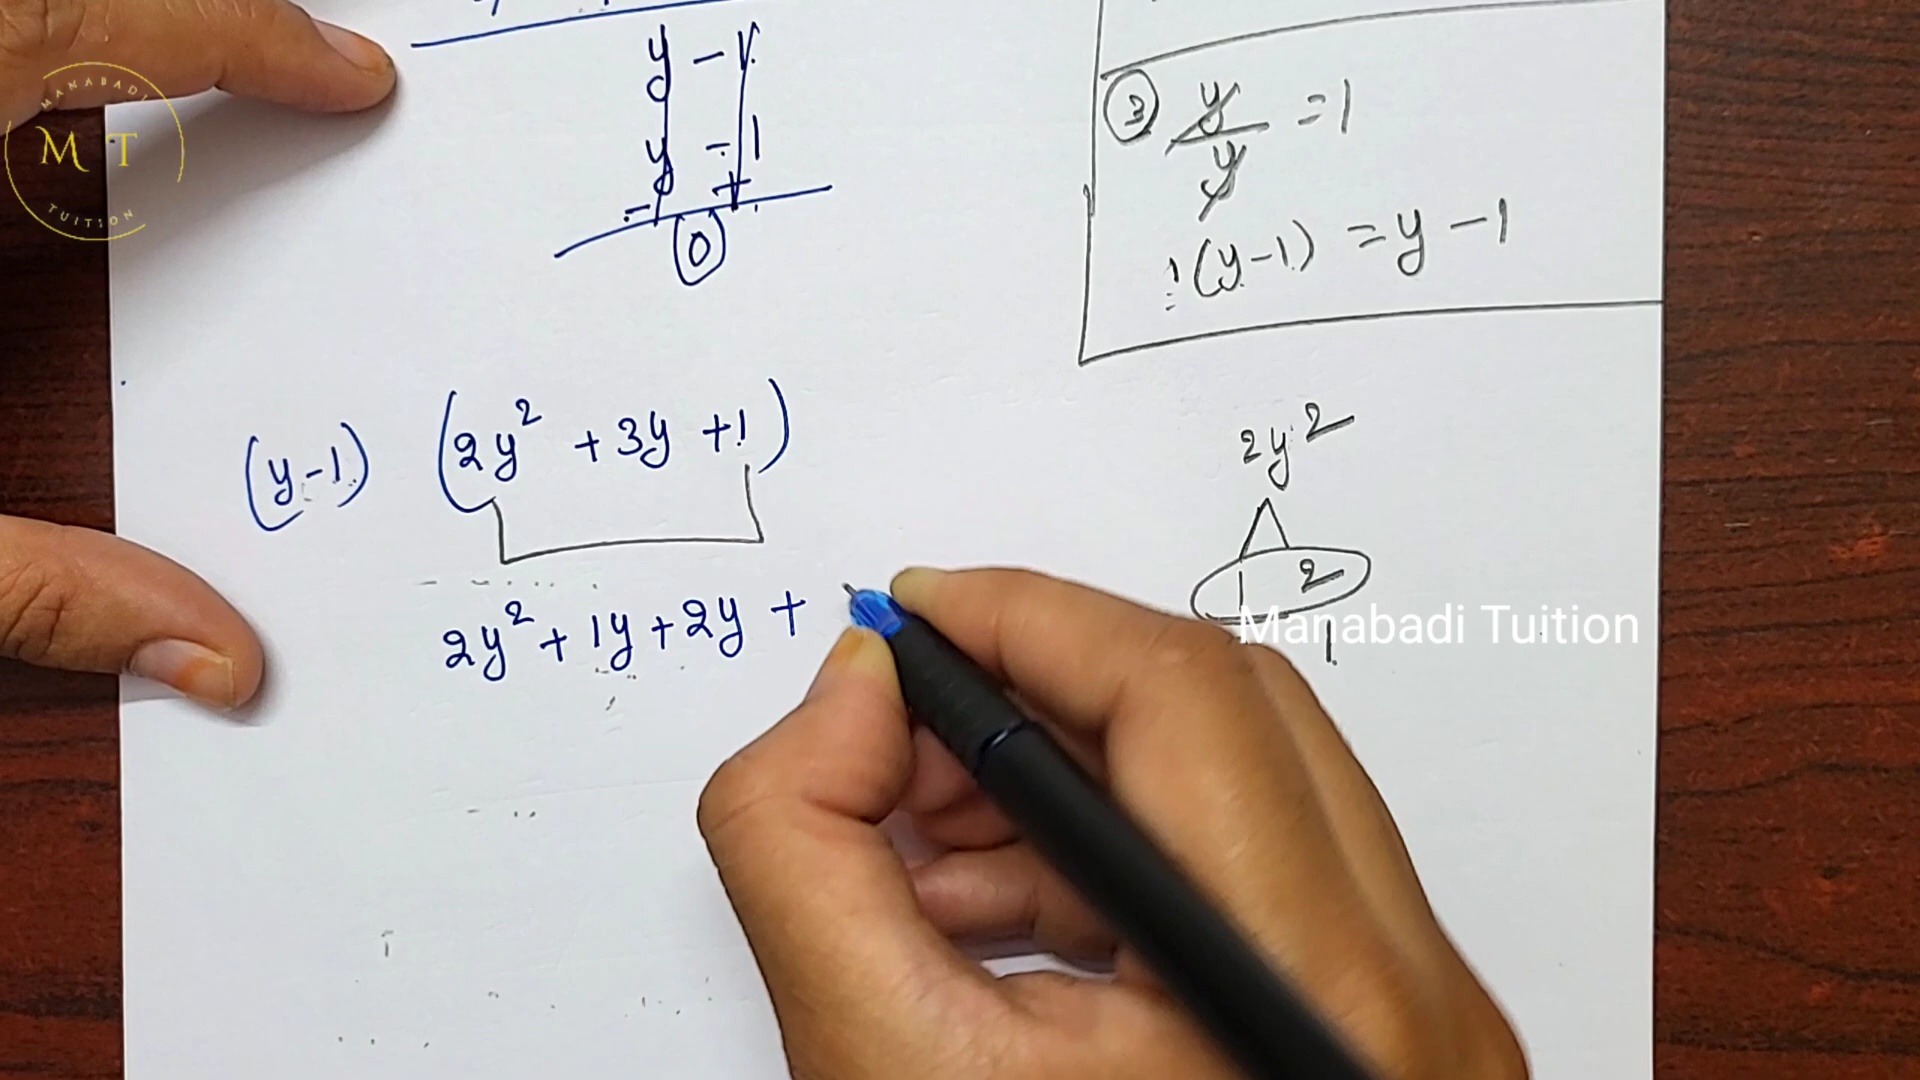 y - 1
y - 1
- +
0
③ y/y = 1
1(y-1) = y - 1
(y-1) (2y² + 3y + 1)
2y²
1 2
1
2y² + 1y + 2y +
MANABADI
M T
TUITION
Manabadi Tuition